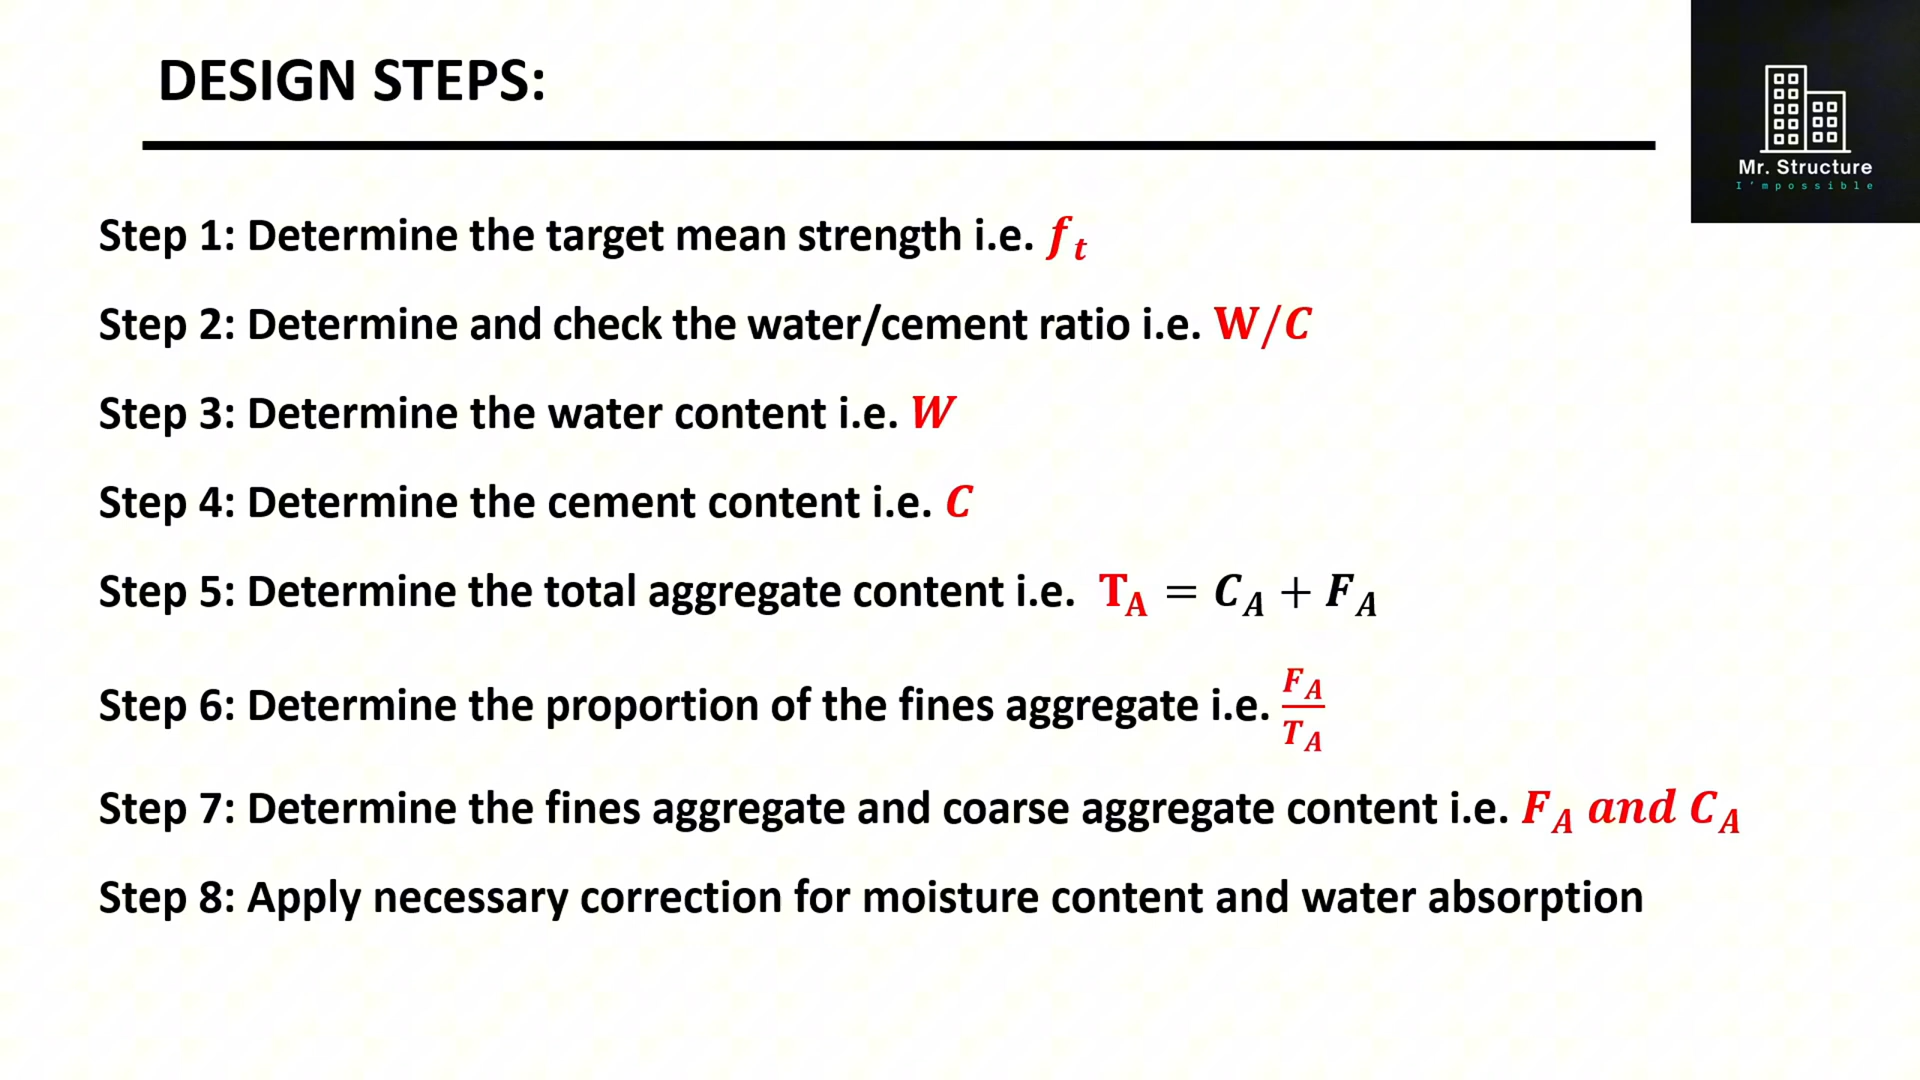 DESIGN STEPS:
Mr. Structure
I'mpossible
Step 1: Determine the target mean strength i.e. f_t
Step 2: Determine and check the water/cement ratio i.e. W/C
Step 3: Determine the water content i.e. W
Step 4: Determine the cement content i.e. C
Step 5: Determine the total aggregate content i.e. T_A = C_A + F_A
Step 6: Determine the proportion of the fines aggregate i.e. F_A/T_A
Step 7: Determine the fines aggregate and coarse aggregate content i.e. F_A and C_A
Step 8: Apply necessary correction for moisture content and water absorption